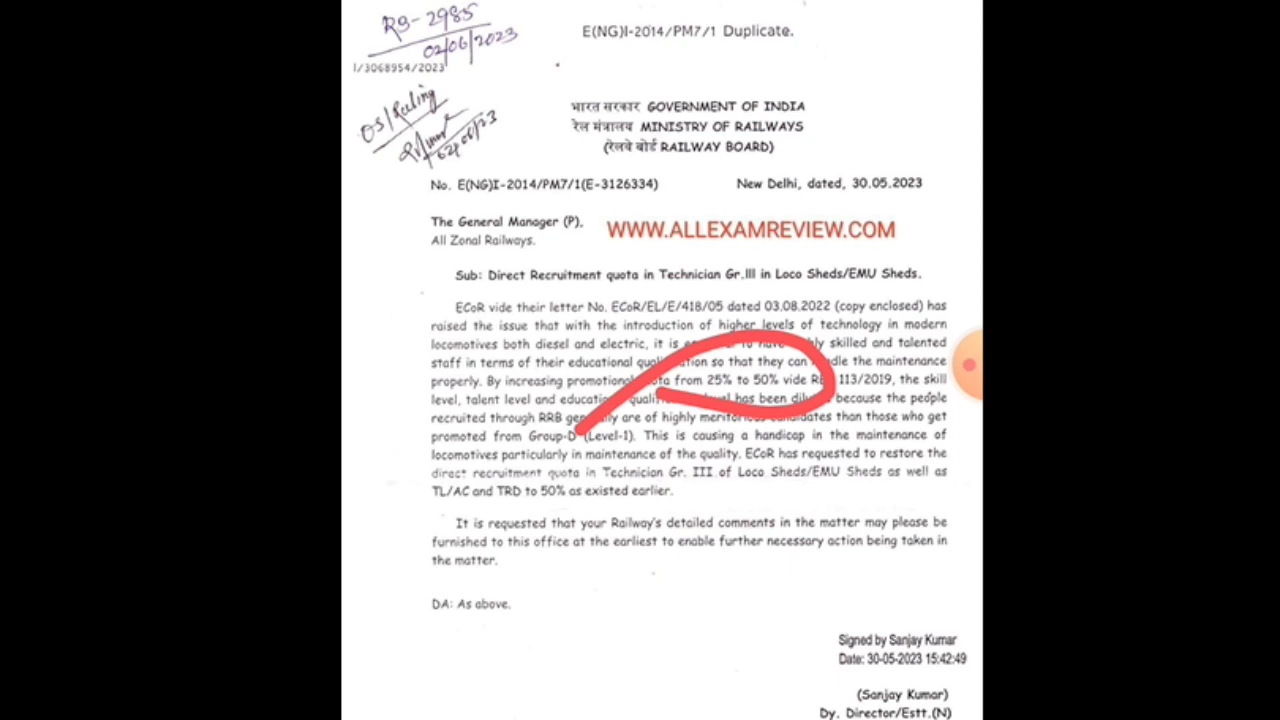 RB-2985
02/06/2023
I/3068954/2023
OS/Ruling
02/06/23
E(NG)I-2014/PM7/1 Duplicate.
भारत सरकार GOVERNMENT OF INDIA
रेल मंत्रालय MINISTRY OF RAILWAYS
(रेलवे बोर्ड RAILWAY BOARD)
No. E(NG)I-2014/PM7/1(E-3126334) New Delhi, dated, 30.05.2023
The General Manager (P),
All Zonal Railways.
WWW.ALLEXAMREVIEW.COM
Sub: Direct Recruitment quota in Technician Gr.III in Loco Sheds/EMU Sheds.
ECoR vide their letter No. ECoR/EL/E/418/05 dated 03.08.2022 (copy enclosed) has
raised the issue that with the introduction of higher levels of technology in modern
locomotives both diesel and electric, it is to have skilled and talented
staff in terms of their educational so that they can the maintenance
properly. By increasing promotional from 25% to 50% vide 113/2019, the skill
level, talent level and has been because the people
recruited through RRB are of highly than those who get
promoted from Group-D (Level-1). This is causing a handicap in the maintenance of
locomotives particularly in maintenance of the quality. ECoR has requested to restore the
direct recruitment quota in Technician Gr. III of Loco Sheds/EMU Sheds as well as
TL/AC and TRD to 50% as existed earlier.
It is requested that your Railway's detailed comments in the matter may please be
furnished to this office at the earliest to enable further necessary action being taken in
the matter.
DA: As above.
Signed by Sanjay Kumar
Date: 30-05-2023 15:42:49
(Sanjay Kumar)
Dy. Director/Estt.(N)